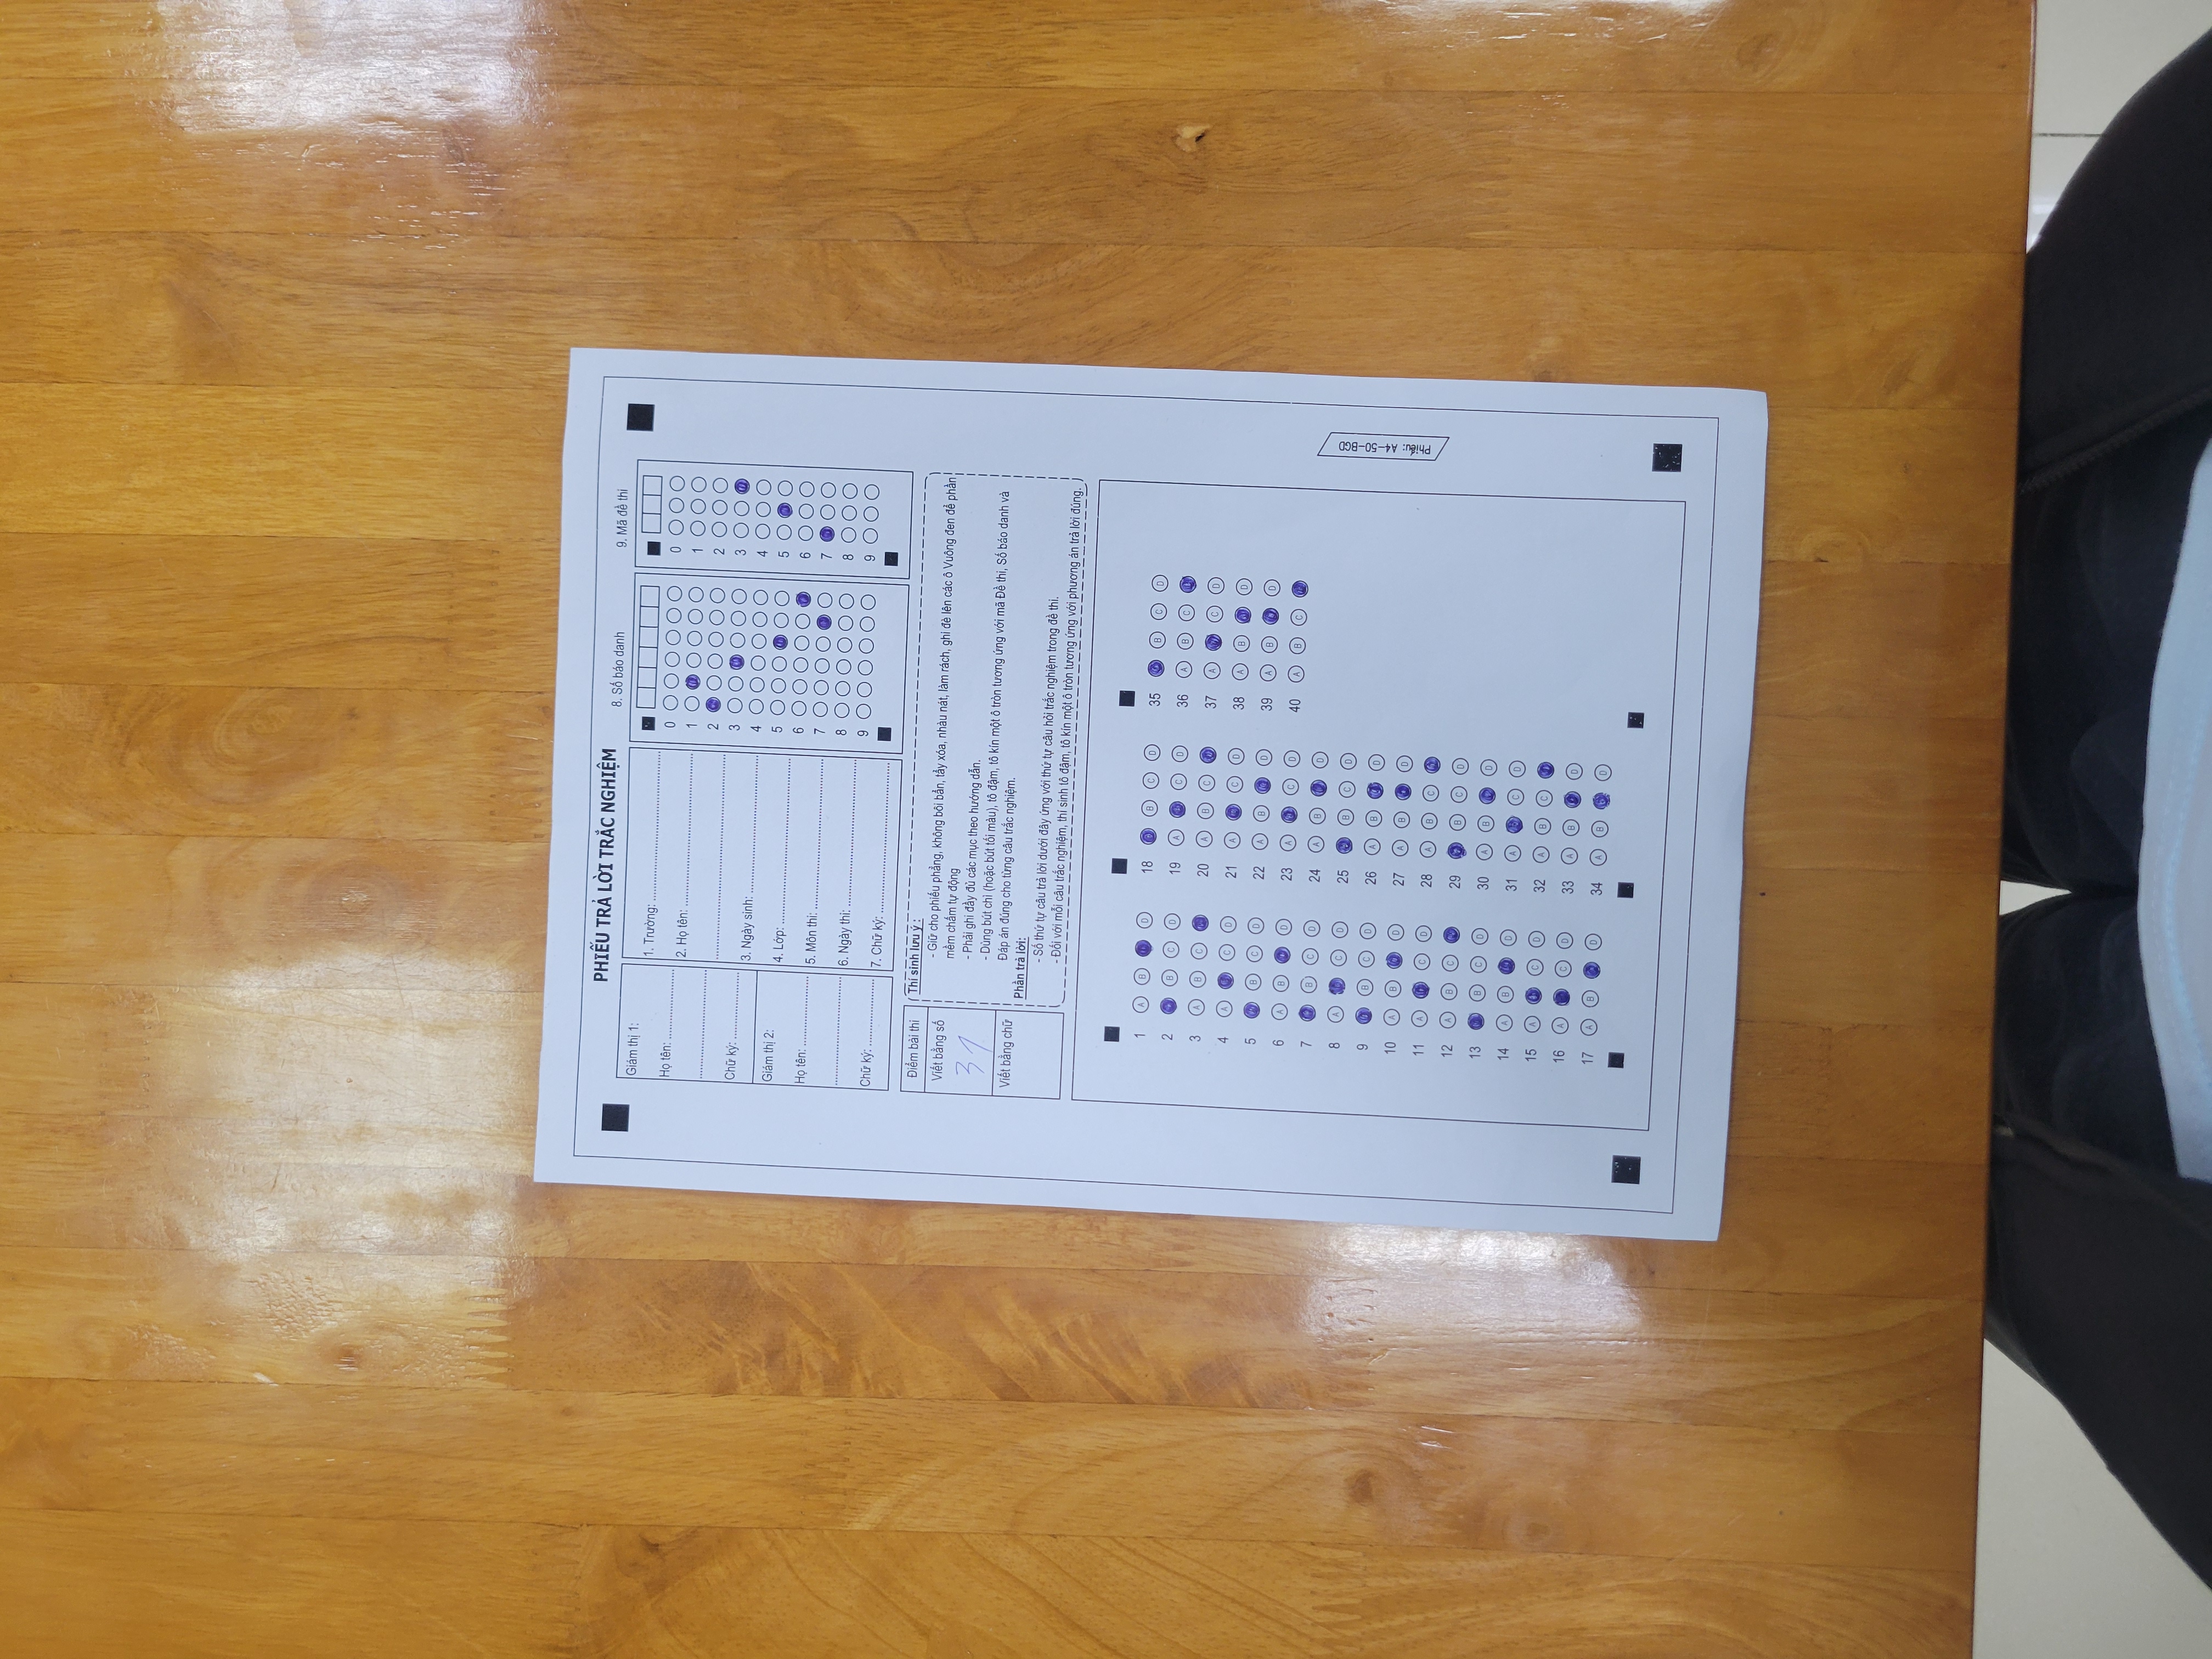 PHIẾU TRẢ LỜI TRẮC NGHIỆM
8. Số báo danh
9. Mã đề thi
Giám thị 1:
Họ tên: ........................
Chữ ký: ........................
Giám thị 2:
Họ tên: ........................
Chữ ký: ........................
1. Trường: ........................
2. Họ tên: ........................
3. Ngày sinh: ........................
4. Lớp: ........................
5. Môn thi: ........................
6. Ngày thi: ........................
7. Chữ ký: ........................
0
1
2
3
4
5
6
7
8
9
0
1
2
3
4
5
6
7
8
9
Điểm bài thi
Viết bằng số
31
Viết bằng chữ
Thí sinh lưu ý :
- Giữ cho phiếu phẳng, không bôi bẩn, tẩy xóa, nhàu nát, làm rách, ghi đè lên các ô Vuông đen để phần
mềm chấm tự động
- Phải ghi đầy đủ các mục theo hướng dẫn.
- Dùng bút chì (hoặc bút tối màu), tô đậm, tô kín một ô tròn tương ứng với mã Đề thi, Số báo danh và
Đáp án đúng cho từng câu trắc nghiệm.
Phần trả lời:
- Số thứ tự câu trả lời dưới đây ứng với thứ tự câu hỏi trắc nghiệm trong đề thi.
- Đối với mỗi câu trắc nghiệm, thí sinh tô đậm, tô kín một ô tròn tương ứng với phương án trả lời đúng.
1 A B D
2 B C D
3 A B C
4 A C D
5 B C D
6 A B D
7 B C D
8 A C D
9 B C D
10 A B D
11 A C D
12 A B C
13 B C D
14 A B D
15 A C D
16 A C D
17 A B D
18 B C D
19 A C D
20 A B C
21 A C D
22 A B D
23 A C D
24 A B D
25 B C D
26 A B D
27 A B D
28 A B C
29 B C D
30 A B D
31 A C D
32 A B C
33 A B D
34 A B D
35 B C D
36 A B C
37 A C D
38 A B D
39 A B D
40 A B C
Phiếu: A4-50-BGD